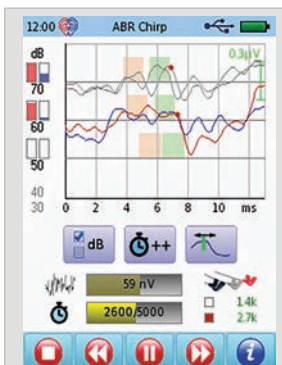 12:00 ABR Chirp
dB 0.3µV
70
60
50
40
30 0 2 4 6 8 10 ms
dB ++
59 nV
2600/5000
1.4k
2.7k
i